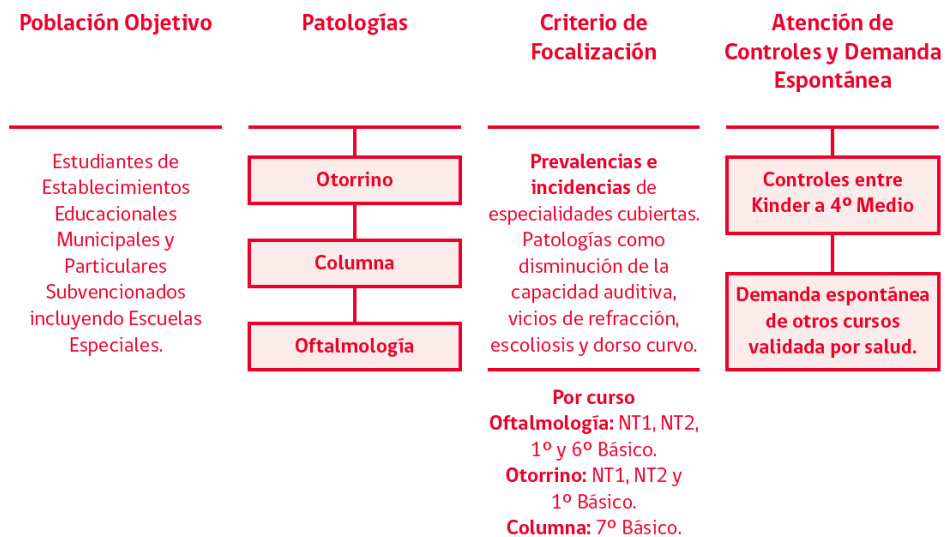 Población Objetivo
Estudiantes de
Establecimientos
Educacionales
Municipales y
Particulares
Subvencionados
incluyendo Escuelas
Especiales.
Patologías
Otorrino
Columna
Oftalmología
Criterio de
Focalización
Prevalencias e
incidencias de
especialidades cubiertas.
Patologías como
disminución de la
capacidad auditiva,
vicios de refracción,
escoliosis y dorso curvo.
Por curso
Oftalmología: NT1, NT2,
1º y 6º Básico.
Otorrino: NT1, NT2 y
1º Básico.
Columna: 7º Básico.
Atención de
Controles y Demanda
Espontánea
Controles entre
Kinder a 4º Medio
Demanda espontánea
de otros cursos
validada por salud.